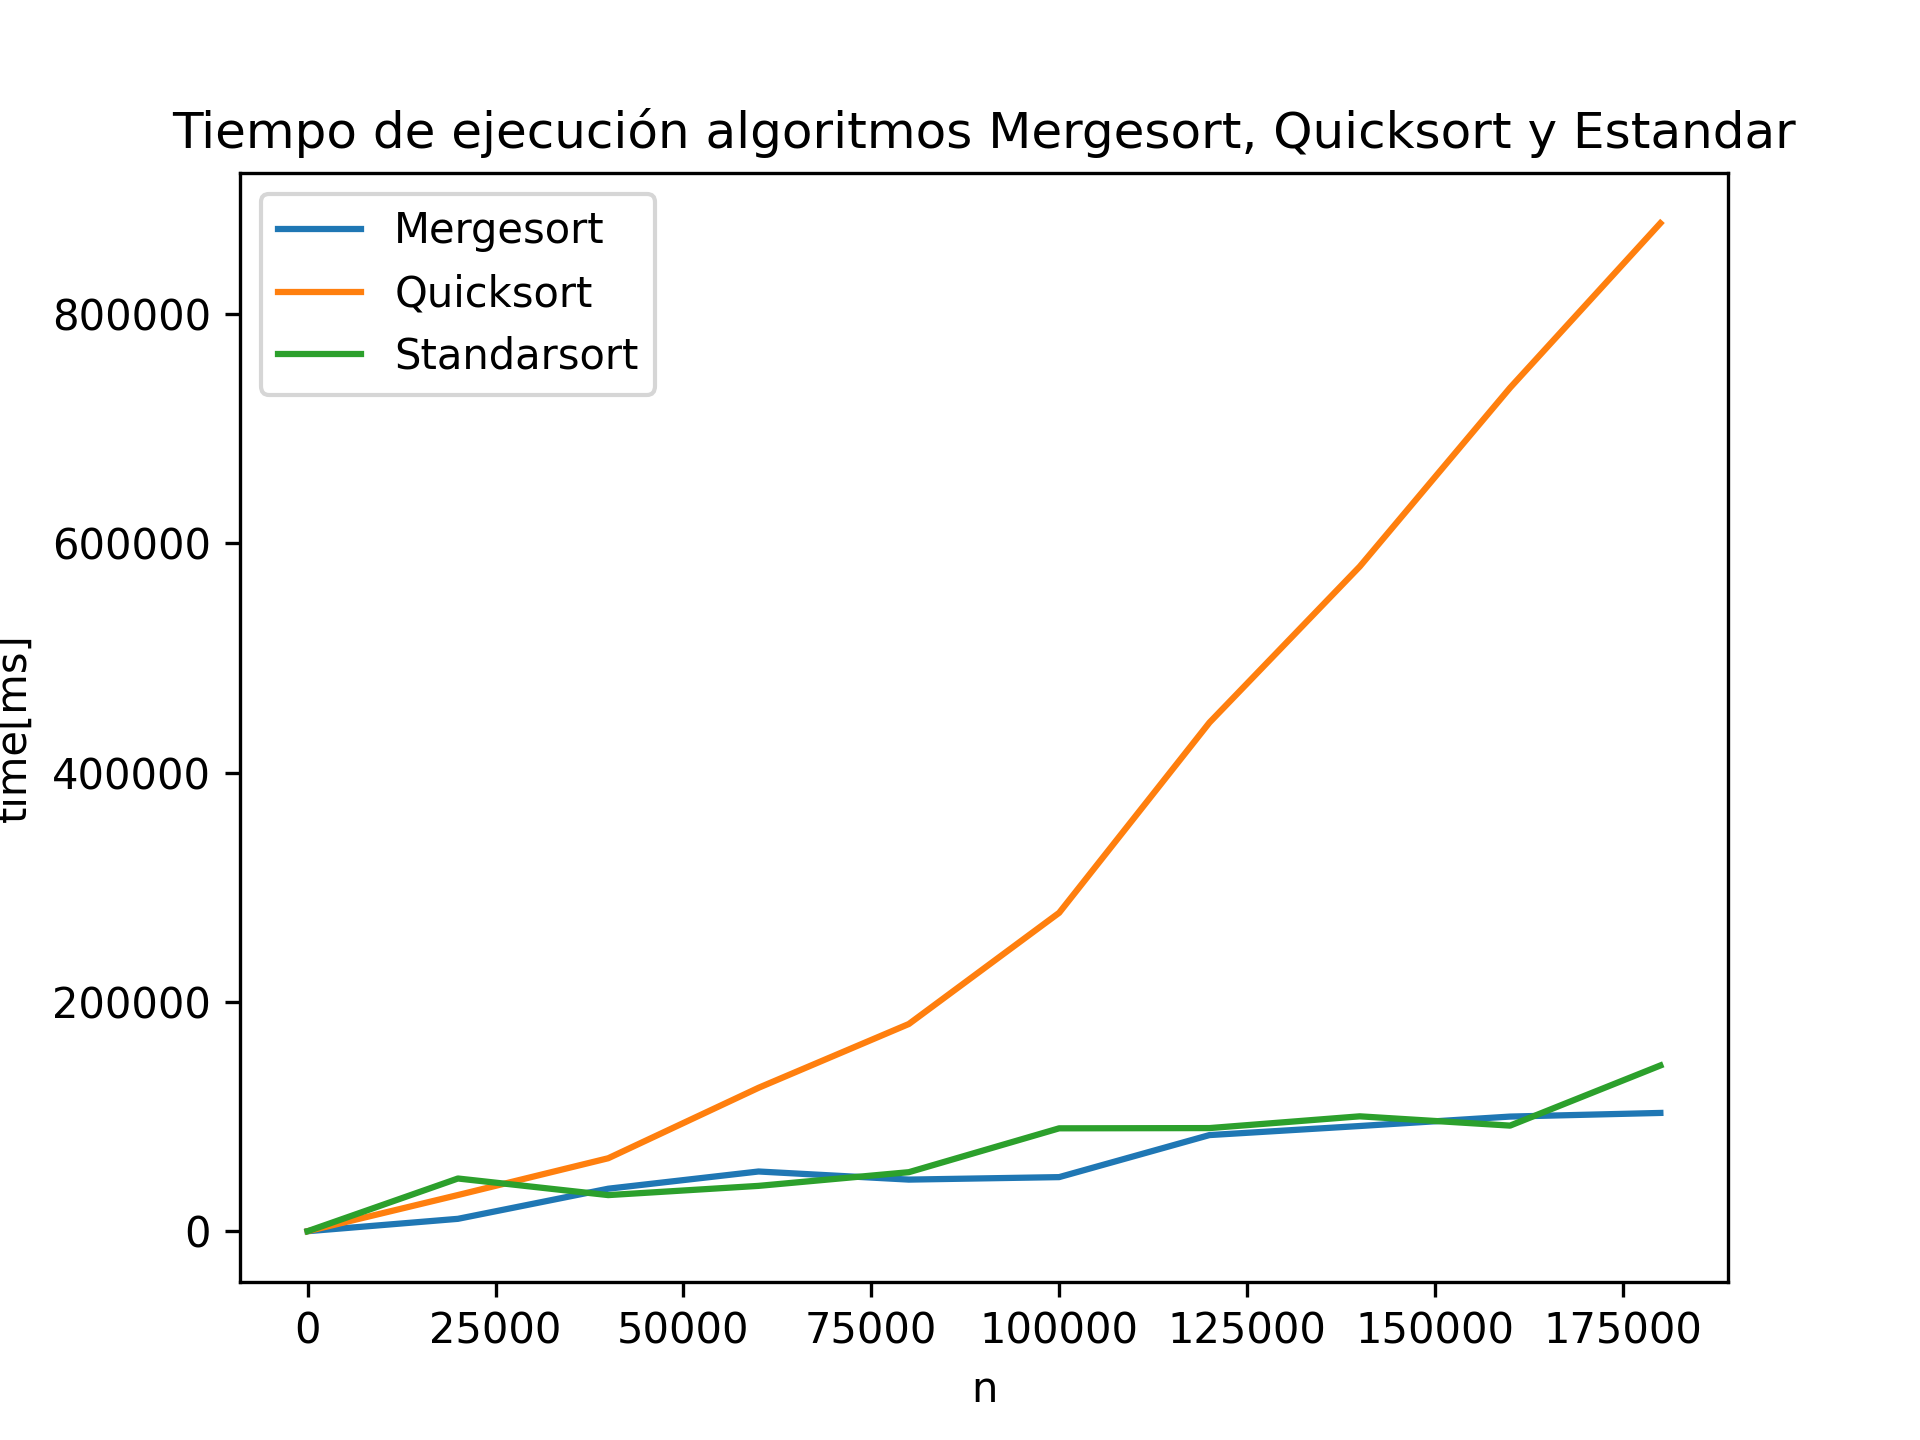 Tiempo de ejecución algoritmos Mergesort, Quicksort y Estandar
Mergesort
Quicksort
Standarsort
800000
600000
400000
200000
0
time[ms]
0 25000 50000 75000 100000 125000 150000 175000
n